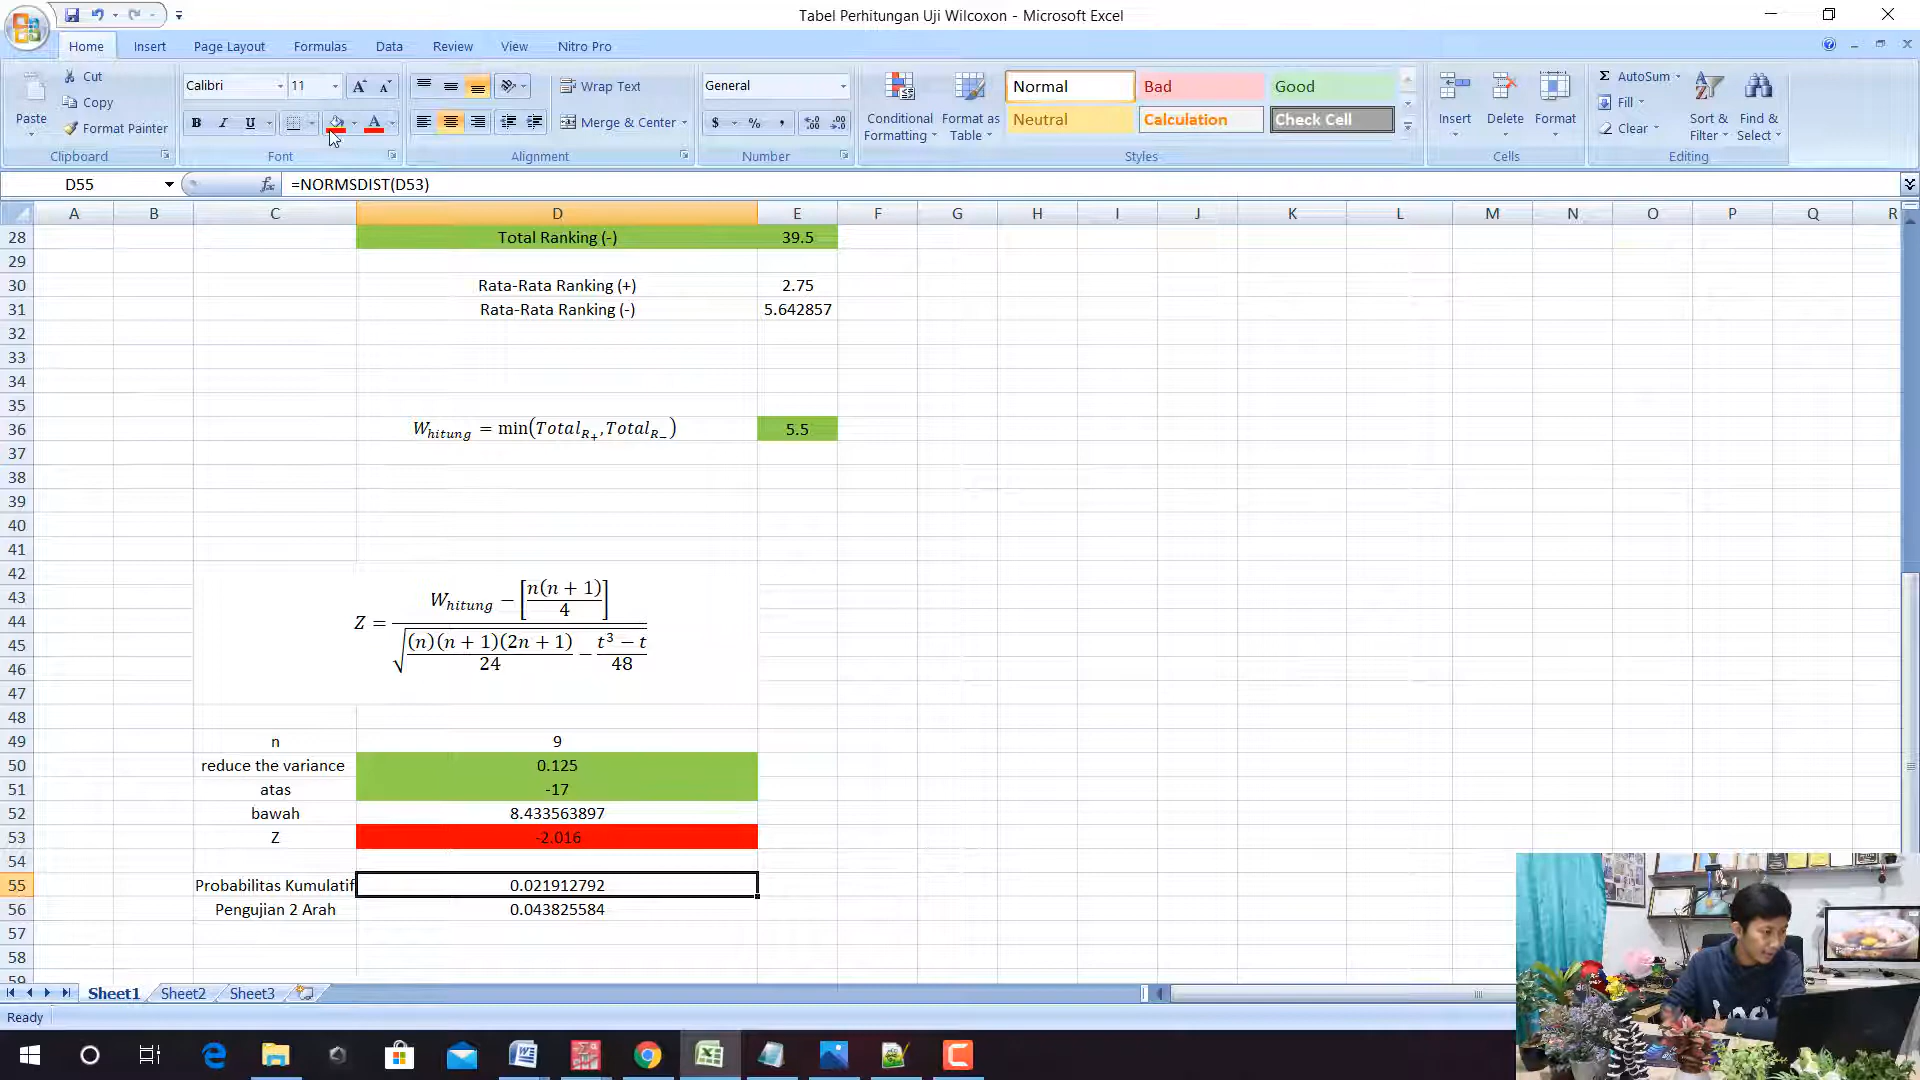 Tabel Perhitungan Uji Wilcoxon - Microsoft Excel
Home Insert Page Layout Formulas Data Review View Nitro Pro
Paste
Cut
Copy
Format Painter
Clipboard
Calibri 11
B I U
Font
Wrap Text
Merge & Center
Alignment
General
$ % ,
Number
Conditional Formatting
Format as Table
Normal Bad Good
Neutral Calculation Check Cell
Styles
Insert Delete Format
Cells
AutoSum
Fill
Clear
Sort & Filter
Find & Select
Editing
D55 fx =NORMSDIST(D53)
A B C D E F G H I J K L M N O P Q R
28 Total Ranking (-) 39.5
29
30 Rata-Rata Ranking (+) 2.75
31 Rata-Rata Ranking (-) 5.642857
32
33
34
35
36 W_hitung = min(Total_R+, Total_R−) 5.5
37
38
39
40
41
42
43
44
45
46
47
Z = (W_hitung − [n(n + 1)/4]) / √((n)(n + 1)(2n + 1)/24 − (t³ − t)/48)
48
49 n 9
50 reduce the variance 0.125
51 atas -17
52 bawah 8.433563897
53 Z -2.016
54
55 Probabilitas Kumulatif 0.021912792
56 Pengujian 2 Arah 0.043825584
57
58
59
Sheet1 Sheet2 Sheet3
Ready